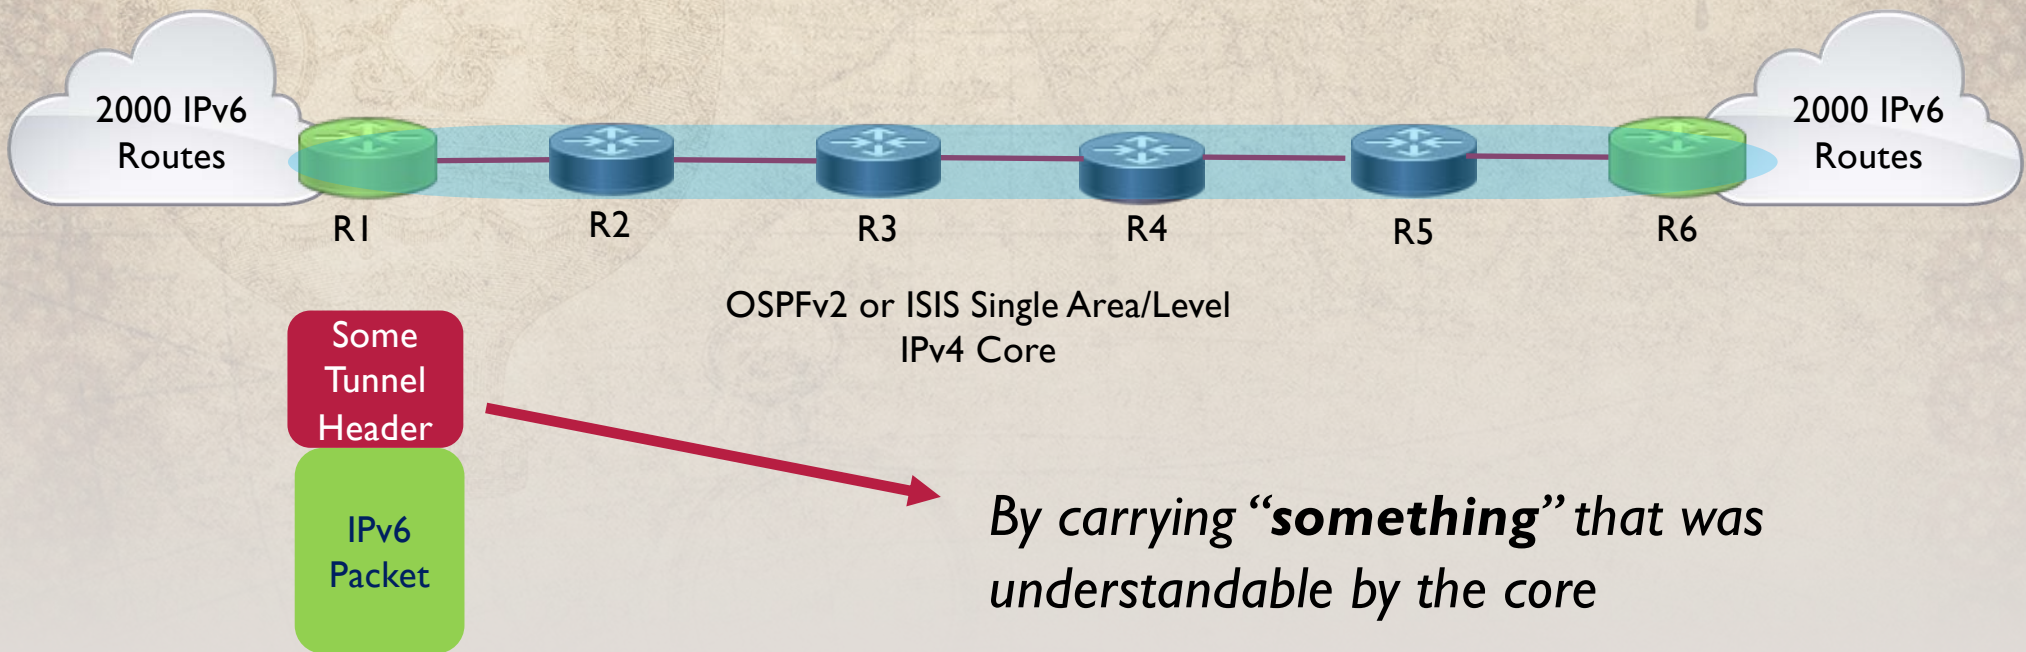 2000 IPv6
Routes
2000 IPv6
Routes
R1
R2
R3
R4
R5
R6
OSPFv2 or ISIS Single Area/Level
IPv4 Core
Some
Tunnel
Header
IPv6
Packet
By carrying “something” that was
understandable by the core